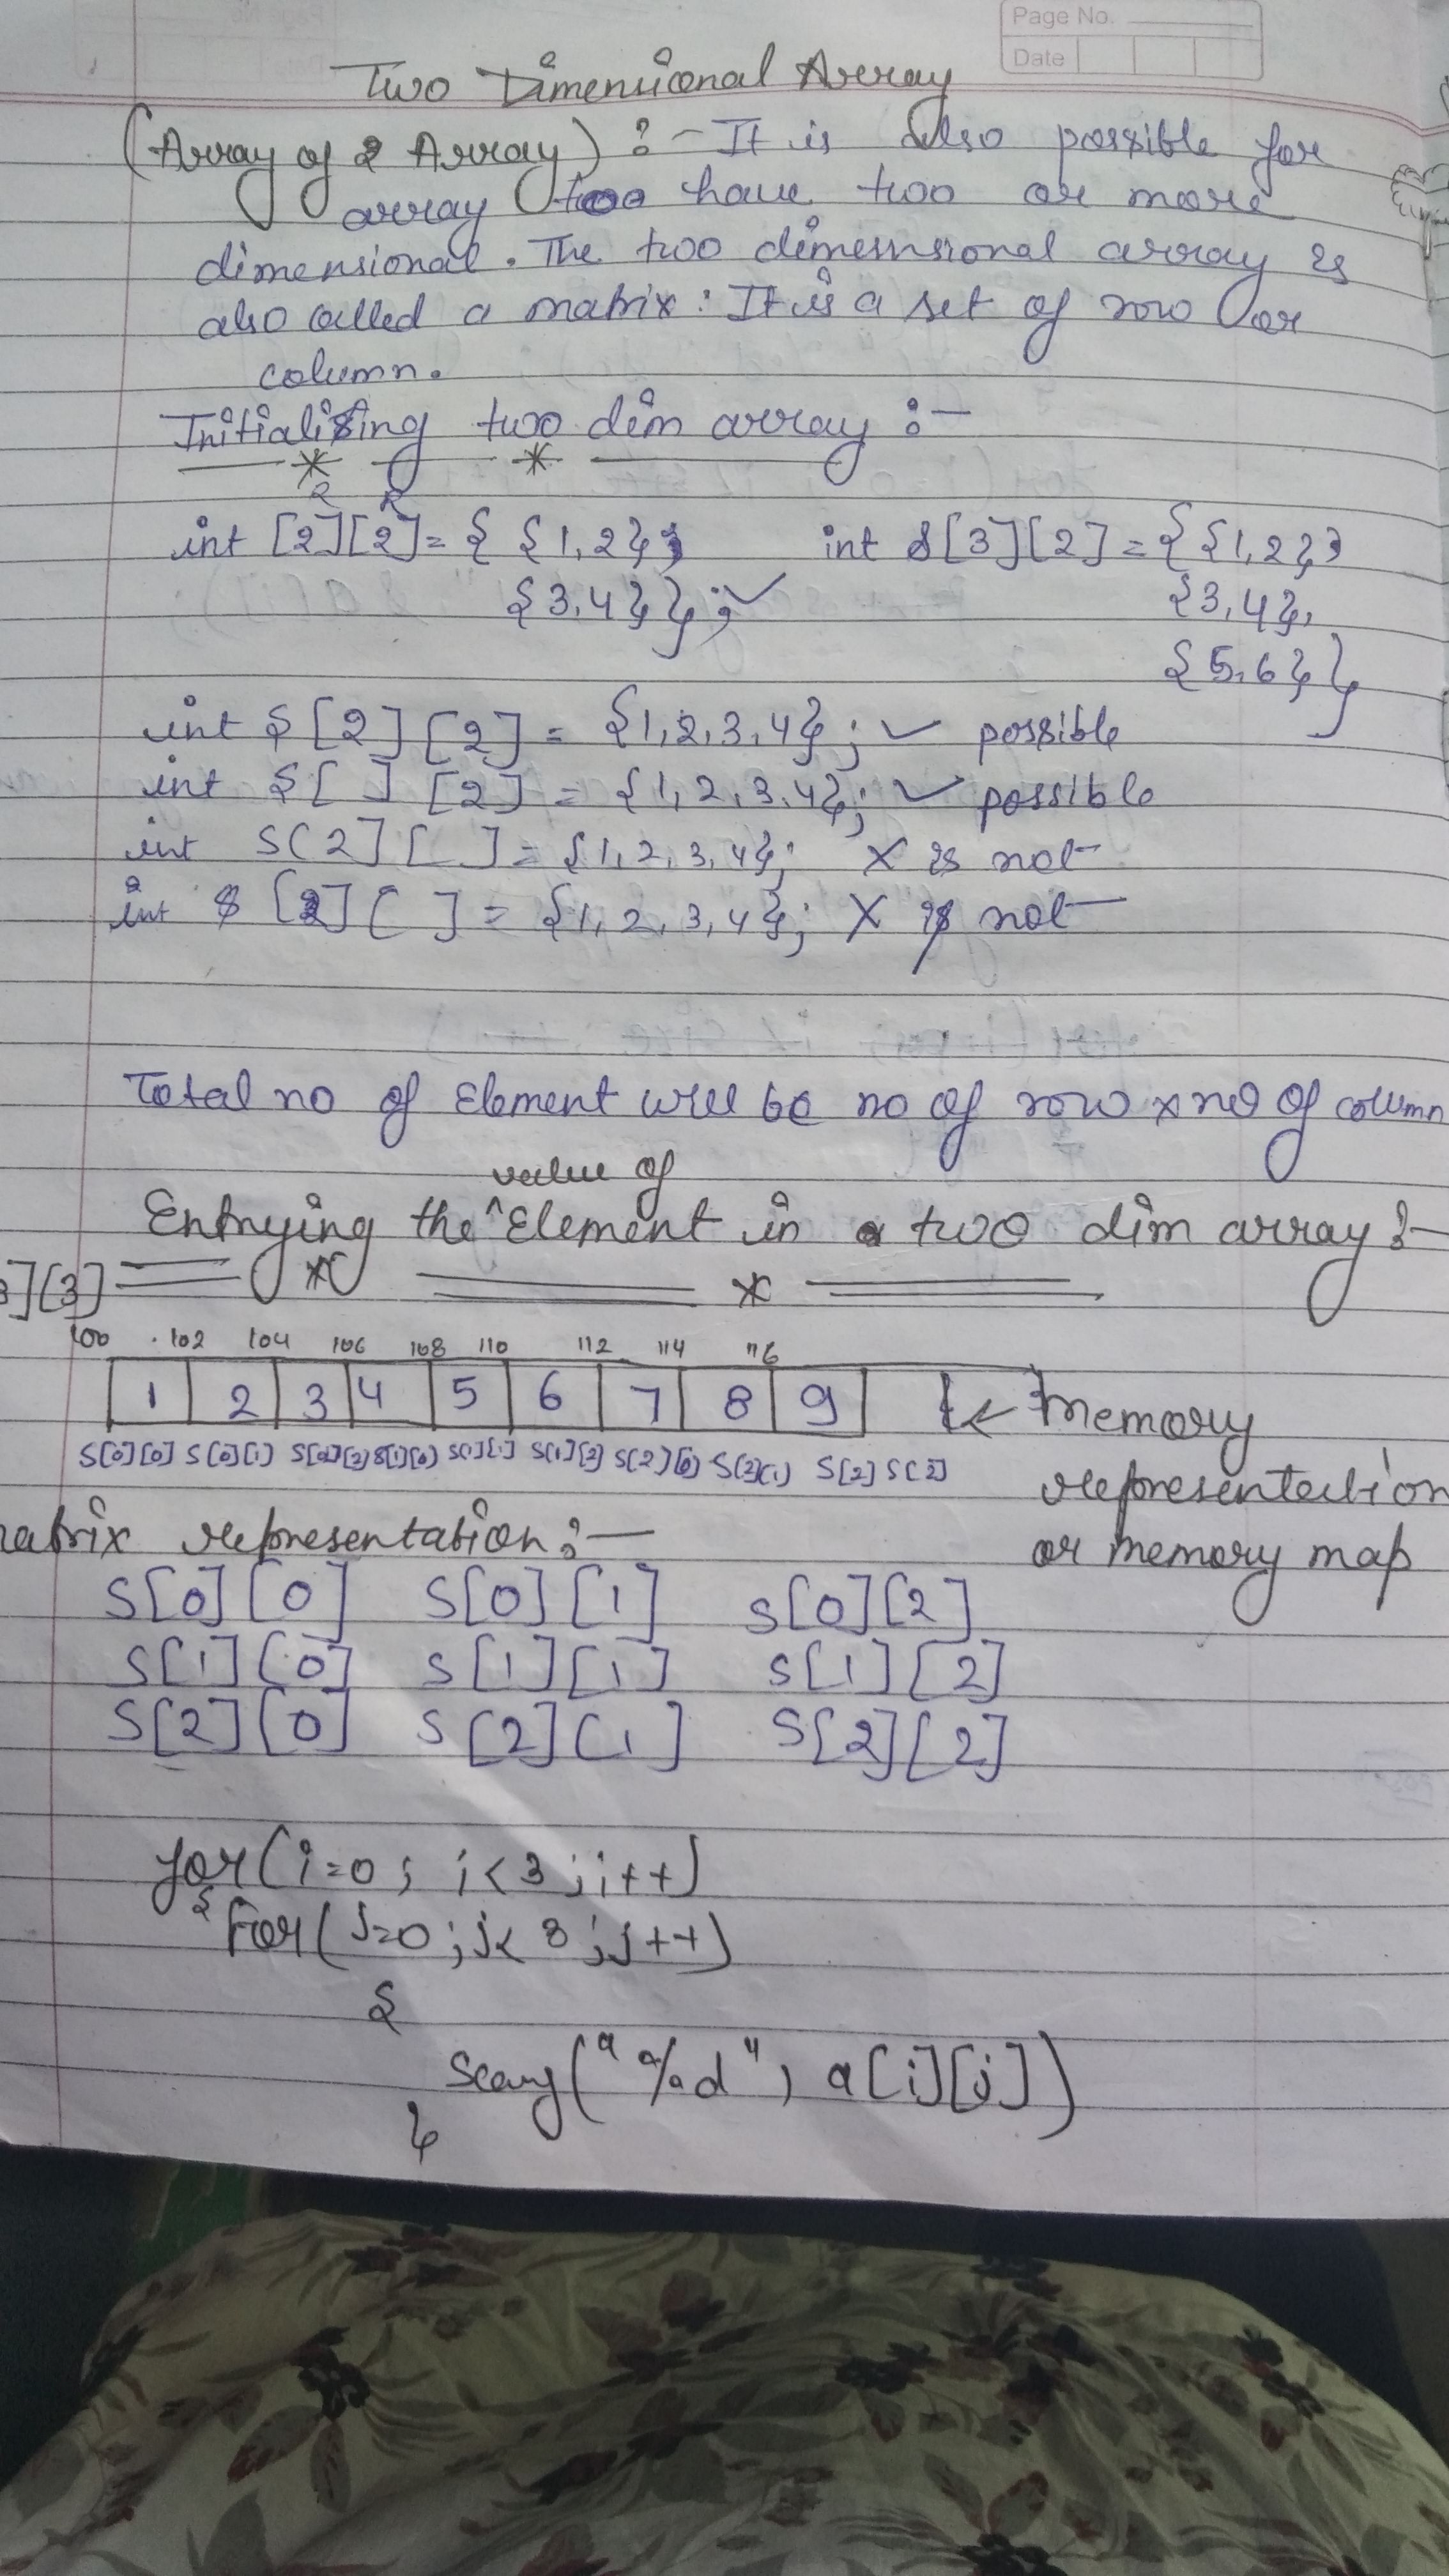 Page No.
Date
Two Dimensional Array
(Array of 2 Array) :- It is also possible for
array too have two or more
dimensional. The two dimemsional array is
also called a matrix: It is a set of row or
column.
Initialising two dim array :-
R R
int [2][2] = { {1,2},
{3,4} }; ✓
int S[3][2] = { {1,2},
{3,4},
{5,6} }
int S[2][2] = {1,2,3,4}; ✓ possible
int S[ ][2] = {1,2,3,4}; ✓ possible
int S[2][ ] = {1,2,3,4}; X is not
int S[2][ ] = {1,2,3,4}; X is not
Total no of Element will be no of row x no of column
value of
Entrying the ^ Element in a two dim array :-
][3]
100 102 104 106 108 110 112 114 116
1 2 3 4 5 6 7 8 9
S[0][0] S[0][1] S[0][2] S[1][0] S[1][1] S[1][2] S[2][0] S[2][1] S[2] S[2]
← Memory
representation
or memory map
atrix representation :-
S[0][0] S[0][1] S[0][2]
S[1][0] S[1][1] S[1][2]
S[2][0] S[2][1] S[2][2]
for(i=0; i<3; i++)
{
For(j=0; j<3; j++)
{
Scanf("%d", a[i][j])
}